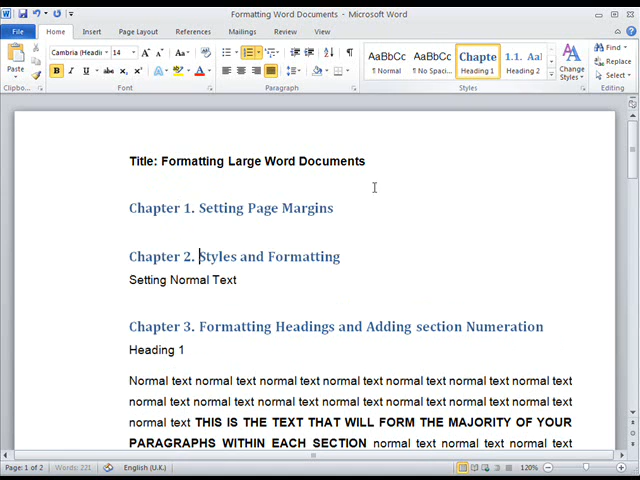 Formatting Word Documents - Microsoft Word
File Home Insert Page Layout References Mailings Review View
Paste
Cambria (Headi 14
AaBbCc AaBbCc Chapte 1.1. Aal
¶ Normal ¶ No Spaci... Heading 1 Heading 2
Change Styles
Find
Replace
Select
Clipboa... Font Paragraph Styles Editing
Title: Formatting Large Word Documents
Chapter 1. Setting Page Margins
Chapter 2. Styles and Formatting
Setting Normal Text
Chapter 3. Formatting Headings and Adding section Numeration
Heading 1
Normal text normal text normal text normal text normal text normal text
normal text normal text normal text normal text normal text normal text
normal text THIS IS THE TEXT THAT WILL FORM THE MAJORITY OF YOUR
PARAGRAPHS WITHIN EACH SECTION normal text normal text normal text
Page: 1 of 2 Words: 221 English (U.K.) 120%